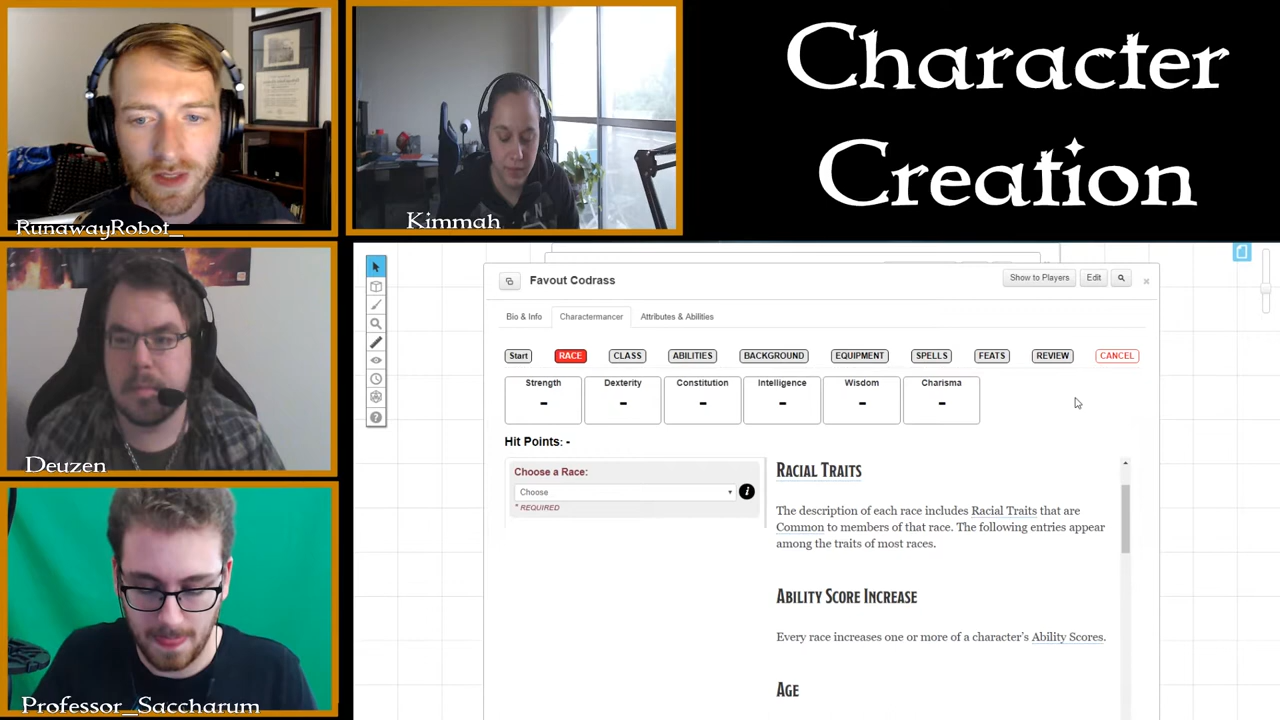 Character
Creation
RunawayRobot_
Kimmah
Deuzen
Professor_Saccharum
Favout Codrass
Show to Players
Edit
Bio & Info
Charactermancer
Attributes & Abilities
Start
RACE
CLASS
ABILITIES
BACKGROUND
EQUIPMENT
SPELLS
FEATS
REVIEW
CANCEL
Strength
Dexterity
Constitution
Intelligence
Wisdom
Charisma
-
-
-
-
-
-
Hit Points: -
Choose a Race:
Choose
* REQUIRED
RACIAL TRAITS
The description of each race includes Racial Traits that are
Common to members of that race. The following entries appear
among the traits of most races.
ABILITY SCORE INCREASE
Every race increases one or more of a character's Ability Scores.
AGE